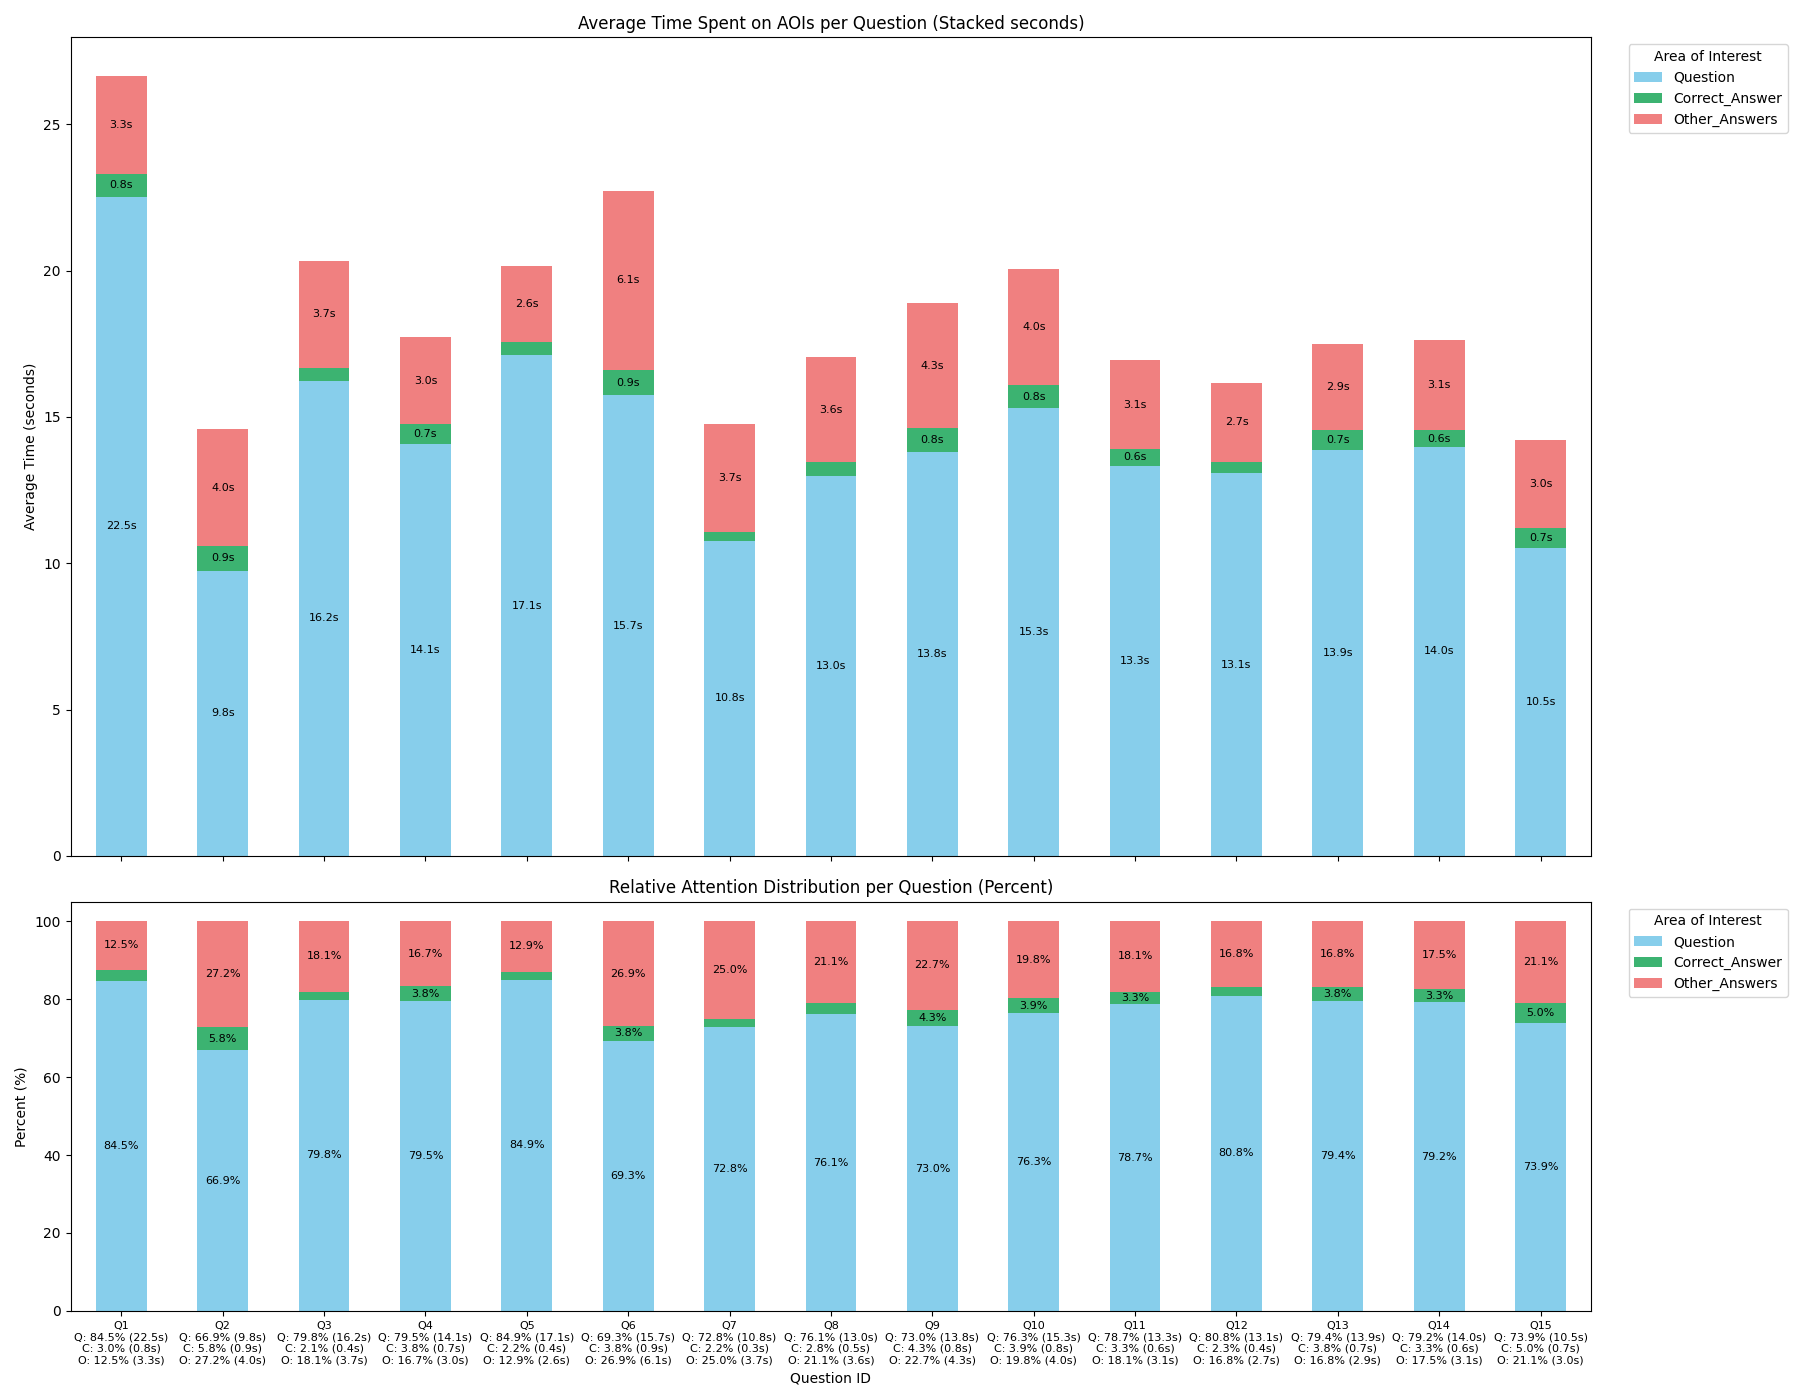 Average Time Spent on AOIs per Question (Stacked seconds)
Average Time (seconds)
25
20
15
10
5
0
3.3s
0.8s
22.5s
4.0s
0.9s
9.8s
3.7s
16.2s
3.0s
0.7s
14.1s
2.6s
17.1s
6.1s
0.9s
15.7s
3.7s
10.8s
3.6s
13.0s
4.3s
0.8s
13.8s
4.0s
0.8s
15.3s
3.1s
0.6s
13.3s
2.7s
13.1s
2.9s
0.7s
13.9s
3.1s
0.6s
14.0s
3.0s
0.7s
10.5s
Area of Interest
Question
Correct_Answer
Other_Answers
Relative Attention Distribution per Question (Percent)
Percent (%)
100
80
60
40
20
0
12.5%
84.5%
27.2%
5.8%
66.9%
18.1%
79.8%
16.7%
3.8%
79.5%
12.9%
84.9%
26.9%
3.8%
69.3%
25.0%
72.8%
21.1%
76.1%
22.7%
4.3%
73.0%
19.8%
3.9%
76.3%
18.1%
3.3%
78.7%
16.8%
80.8%
16.8%
3.8%
79.4%
17.5%
3.3%
79.2%
21.1%
5.0%
73.9%
Area of Interest
Question
Correct_Answer
Other_Answers
Q1
Q: 84.5% (22.5s)
C: 3.0% (0.8s)
O: 12.5% (3.3s)
Q2
Q: 66.9% (9.8s)
C: 5.8% (0.9s)
O: 27.2% (4.0s)
Q3
Q: 79.8% (16.2s)
C: 2.1% (0.4s)
O: 18.1% (3.7s)
Q4
Q: 79.5% (14.1s)
C: 3.8% (0.7s)
O: 16.7% (3.0s)
Q5
Q: 84.9% (17.1s)
C: 2.2% (0.4s)
O: 12.9% (2.6s)
Q6
Q: 69.3% (15.7s)
C: 3.8% (0.9s)
O: 26.9% (6.1s)
Q7
Q: 72.8% (10.8s)
C: 2.2% (0.3s)
O: 25.0% (3.7s)
Q8
Q: 76.1% (13.0s)
C: 2.8% (0.5s)
O: 21.1% (3.6s)
Q9
Q: 73.0% (13.8s)
C: 4.3% (0.8s)
O: 22.7% (4.3s)
Q10
Q: 76.3% (15.3s)
C: 3.9% (0.8s)
O: 19.8% (4.0s)
Q11
Q: 78.7% (13.3s)
C: 3.3% (0.6s)
O: 18.1% (3.1s)
Q12
Q: 80.8% (13.1s)
C: 2.3% (0.4s)
O: 16.8% (2.7s)
Q13
Q: 79.4% (13.9s)
C: 3.8% (0.7s)
O: 16.8% (2.9s)
Q14
Q: 79.2% (14.0s)
C: 3.3% (0.6s)
O: 17.5% (3.1s)
Q15
Q: 73.9% (10.5s)
C: 5.0% (0.7s)
O: 21.1% (3.0s)
Question ID